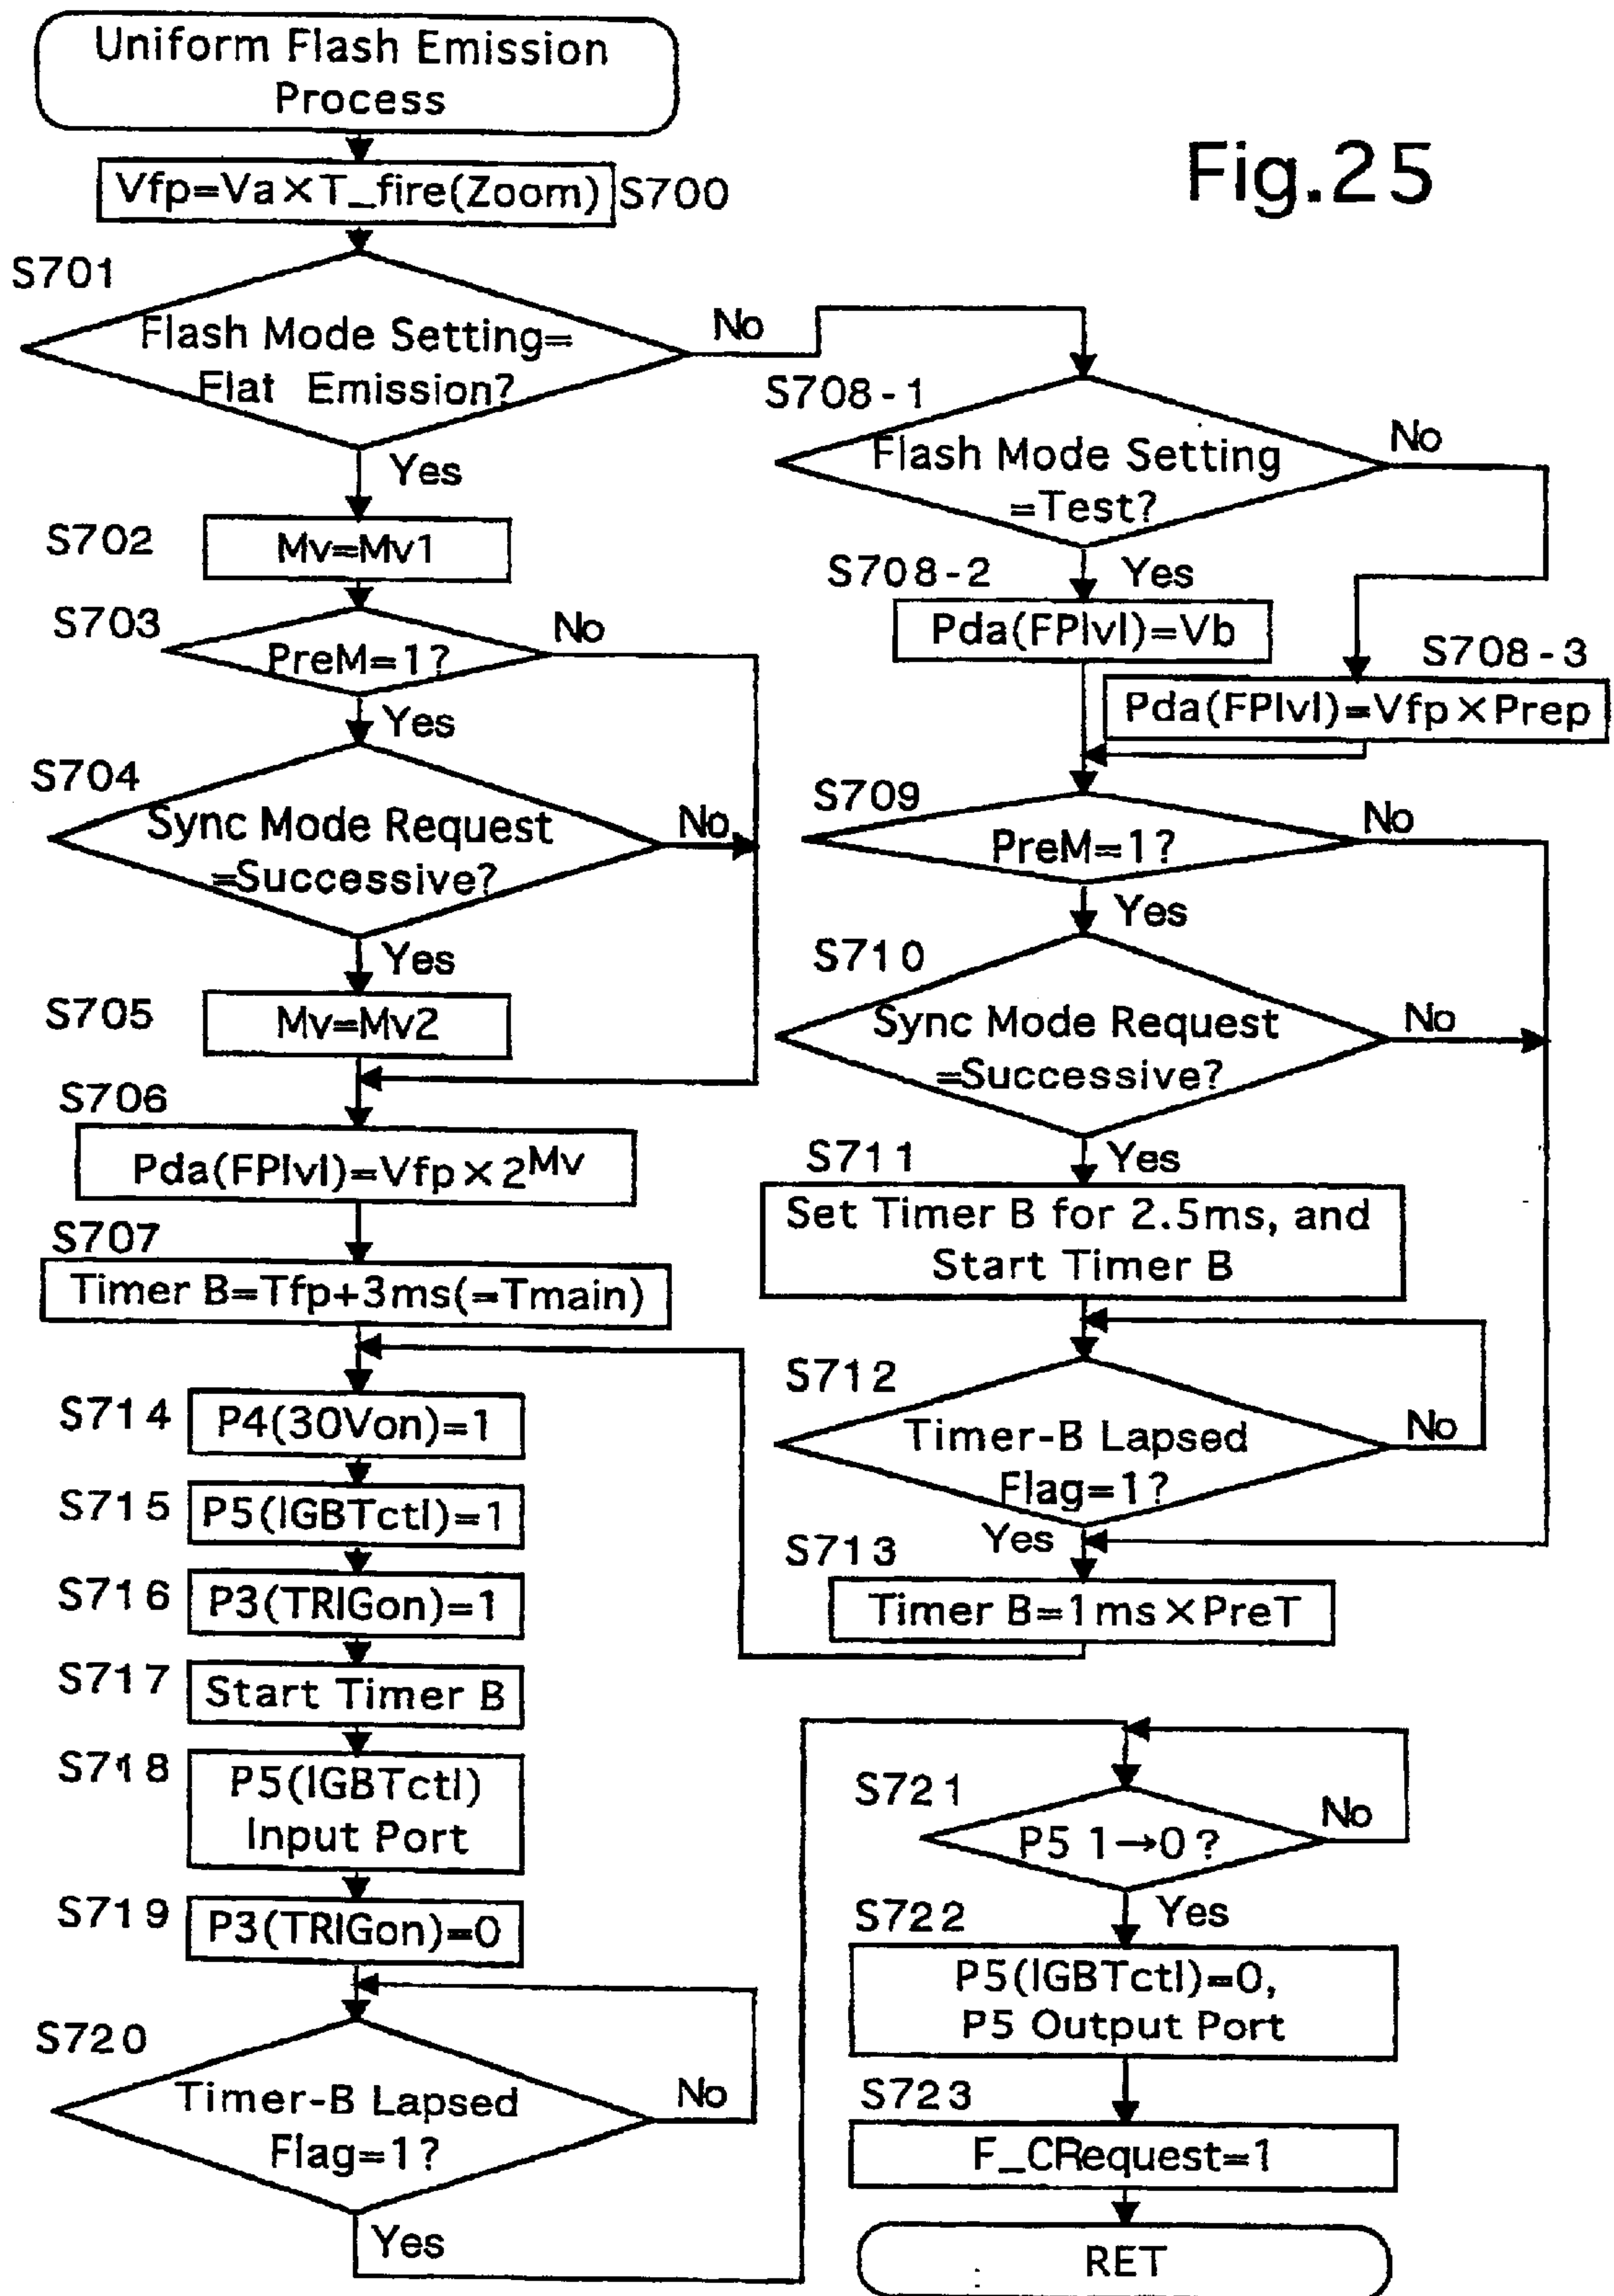 Uniform Flash Emission
Process
Fig.25
Vfp=Va×T_fire(Zoom)
S700
S701
Flash Mode Setting=
Flat Emission?
No
Yes
S702
Mv=Mv1
S703
PreM=1?
No
Yes
S704
Sync Mode Request
=Successive?
No
Yes
S705
Mv=Mv2
S706
Pda(FPlvl)=Vfp×2^Mv
S707
Timer B=Tfp+3ms(=Tmain)
S708-1
Flash Mode Setting
=Test?
No
Yes
S708-2
Pda(FPlvl)=Vb
S708-3
Pda(FPlvl)=Vfp×Prep
S709
PreM=1?
No
Yes
S710
Sync Mode Request
=Successive?
No
Yes
S711
Set Timer B for 2.5ms, and
Start Timer B
S712
Timer-B Lapsed
Flag=1?
No
Yes
S713
Timer B=1ms×PreT
S714
P4(30Von)=1
S715
P5(IGBTctl)=1
S716
P3(TRIGon)=1
S717
Start Timer B
S718
P5(IGBTctl)
Input Port
S719
P3(TRIGon)=0
S720
Timer-B Lapsed
Flag=1?
No
Yes
S721
P5 1→0?
No
Yes
S722
P5(IGBTctl)=0,
P5 Output Port
S723
F_CRequest=1
RET